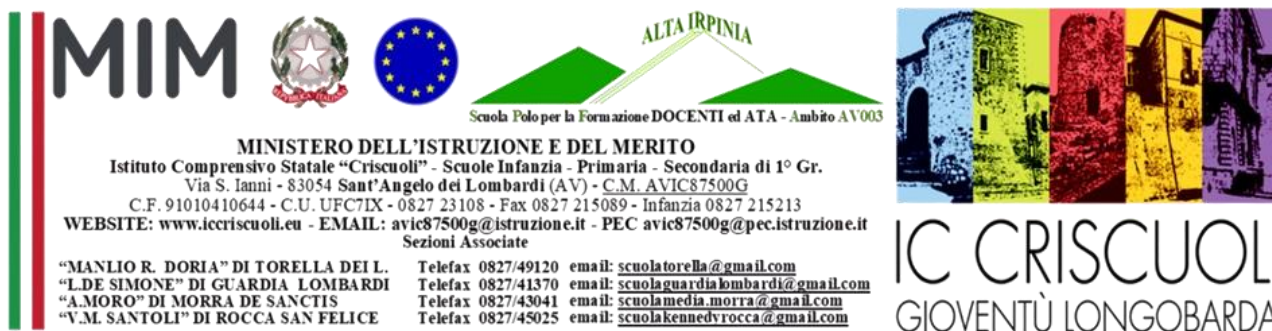 MIM
REPVBBLICA ITALIANA
ALTA IRPINIA
Scuola Polo per la Formazione DOCENTI ed ATA - Ambito AV003
MINISTERO DELL'ISTRUZIONE E DEL MERITO
Istituto Comprensivo Statale “Criscuoli” - Scuole Infanzia - Primaria - Secondaria di 1° Gr.
Via S. Ianni - 83054 Sant’Angelo dei Lombardi (AV) - C.M. AVIC87500G
C.F. 91010410644 - C.U. UFC7IX - 0827 23108 - Fax 0827 215089 - Infanzia 0827 215213
WEBSITE: www.iccriscuoli.eu - EMAIL: avic87500g@istruzione.it - PEC avic87500g@pec.istruzione.it
Sezioni Associate
“MANLIO R. DORIA” DI TORELLA DEI L. Telefax 0827/49120 email: scuolatorella@gmail.com
“L.DE SIMONE” DI GUARDIA LOMBARDI Telefax 0827/41370 email: scuolaguardialombardi@gmail.com
“A.MORO” DI MORRA DE SANCTIS Telefax 0827/43041 email: scuolamedia.morra@gmail.com
“V.M. SANTOLI” DI ROCCA SAN FELICE Telefax 0827/45025 email: scuolakennedyrocca@gmail.com
IC CRISCUOL
GIOVENTÙ LONGOBARDA